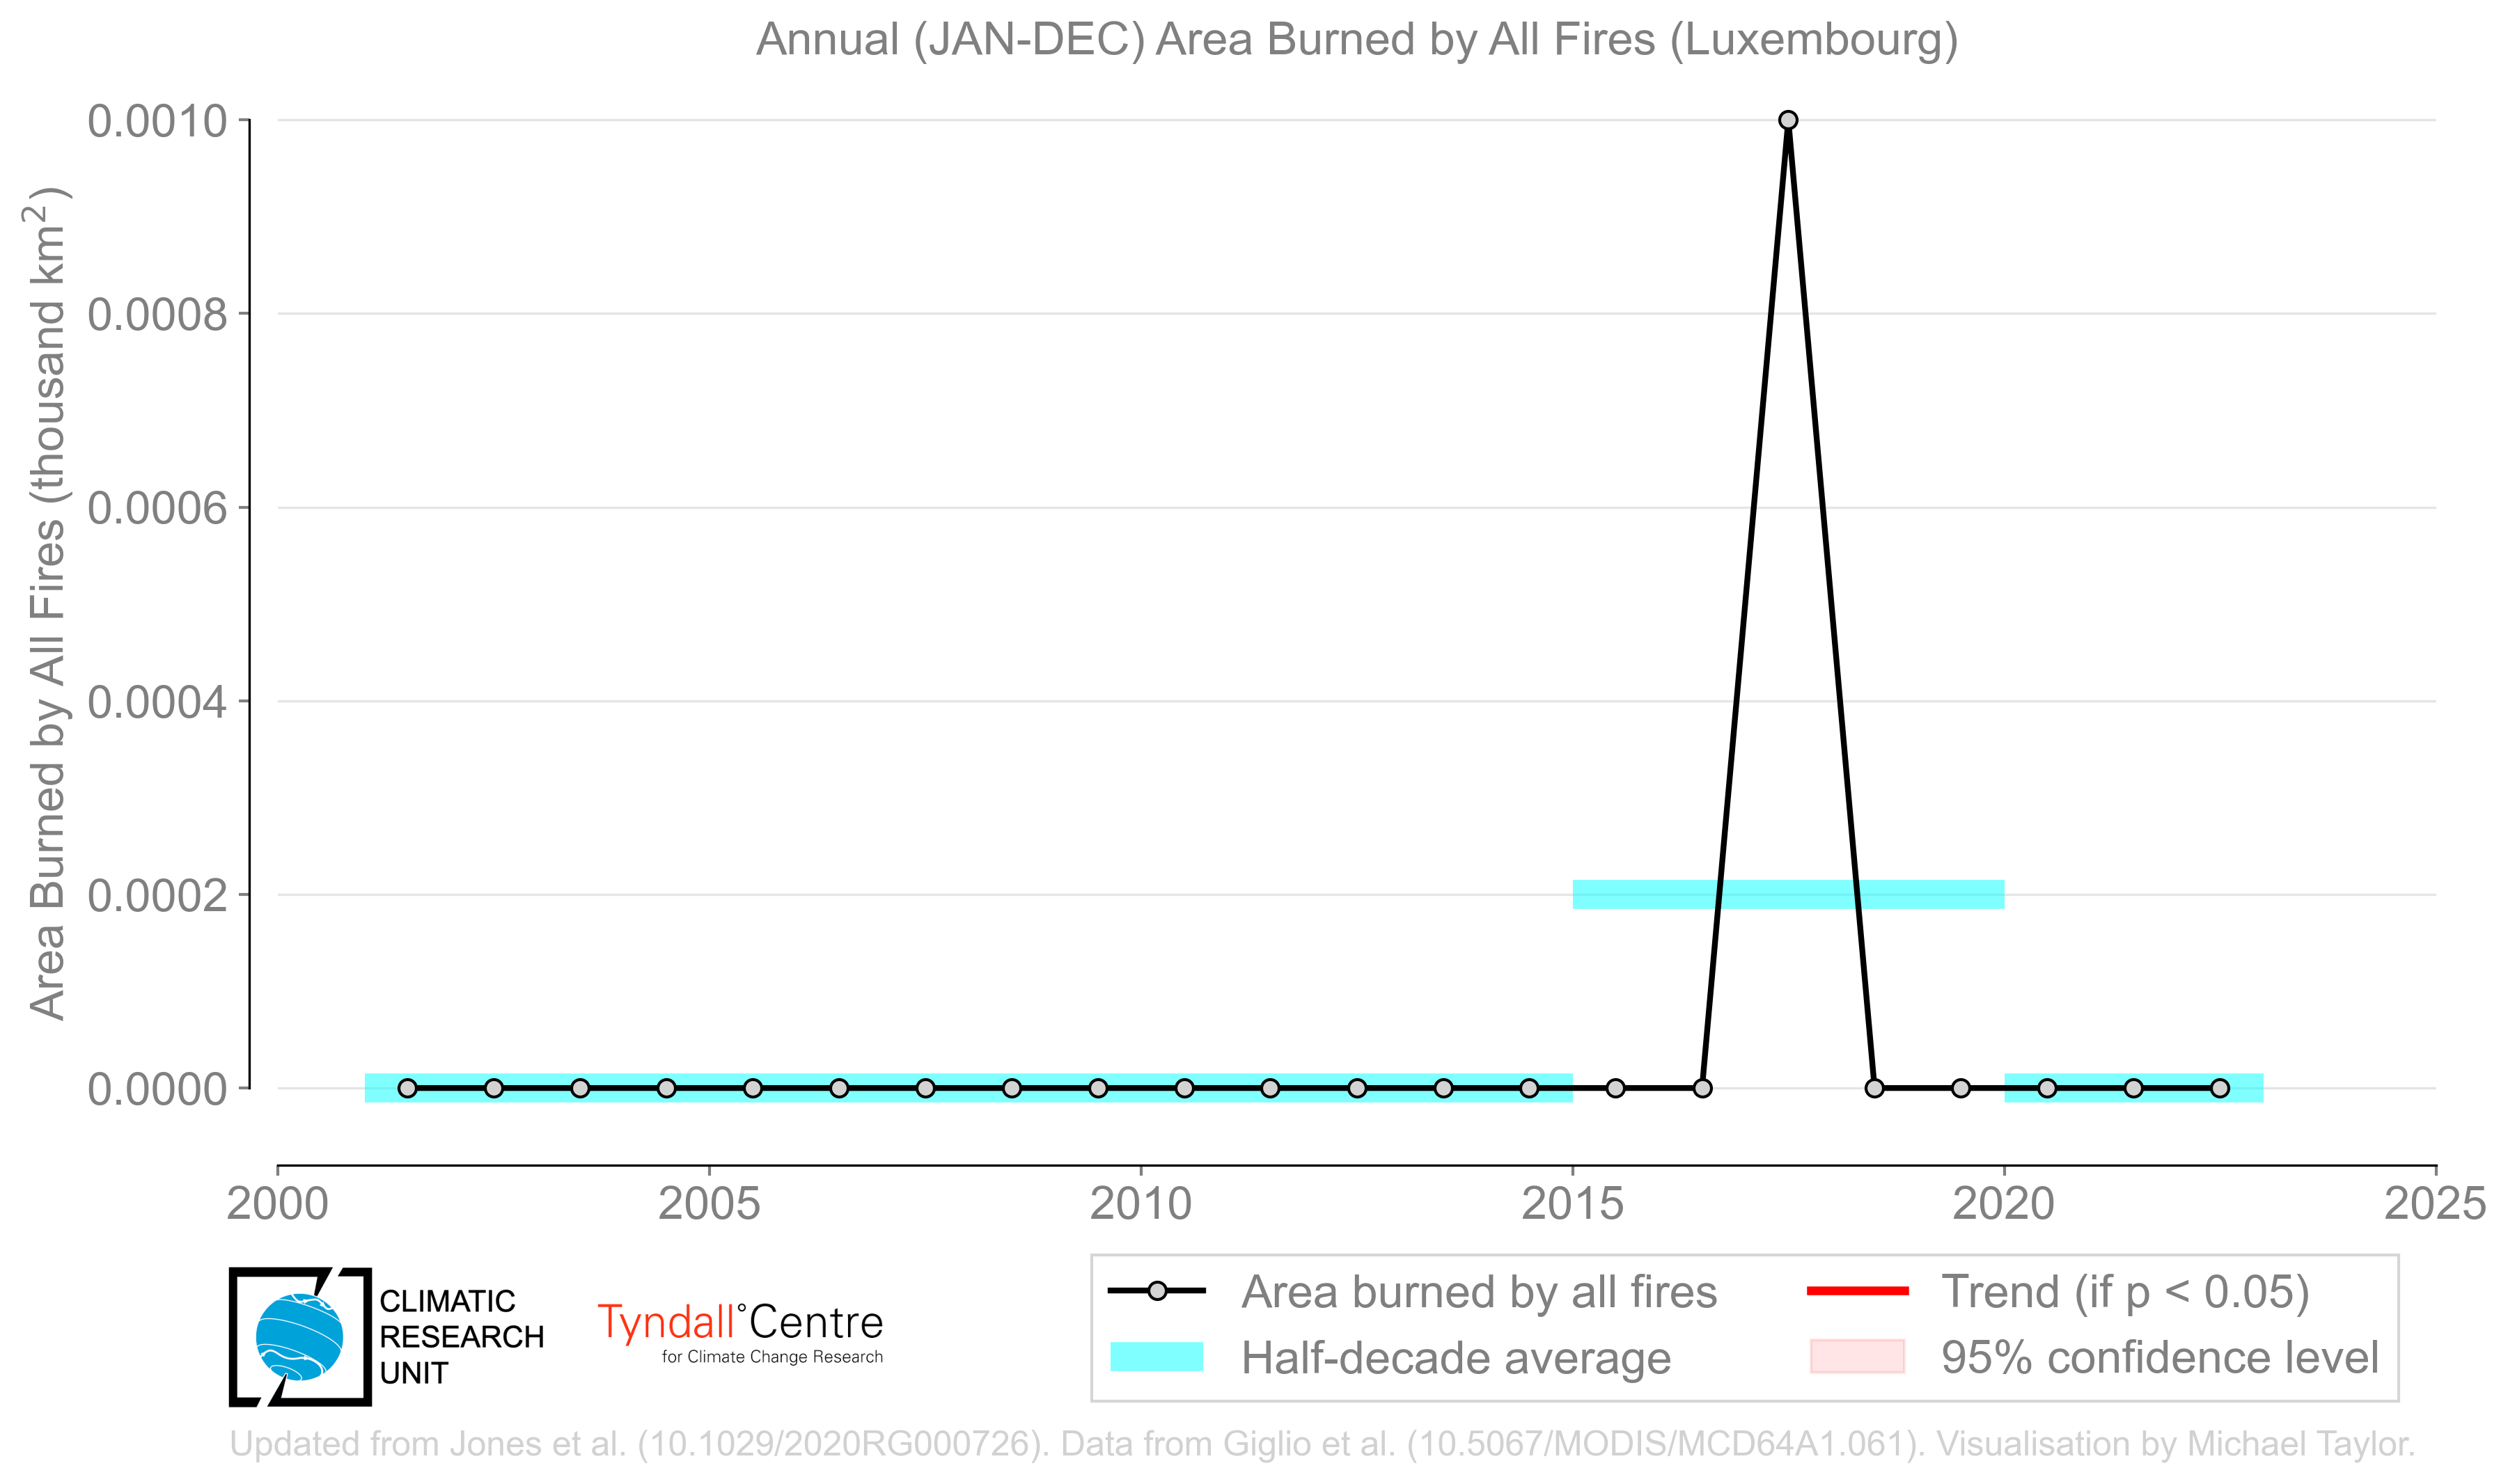 Annual (JAN-DEC) Area Burned by All Fires (Luxembourg)
Area Burned by All Fires (thousand km²)
0.0010
0.0008
0.0006
0.0004
0.0002
0.0000
2000 2005 2010 2015 2020 2025
CLIMATIC
RESEARCH
UNIT
Tyndall°Centre
for Climate Change Research
Area burned by all fires
Half-decade average
Trend (if p < 0.05)
95% confidence level
Updated from Jones et al. (10.1029/2020RG000726). Data from Giglio et al. (10.5067/MODIS/MCD64A1.061). Visualisation by Michael Taylor.